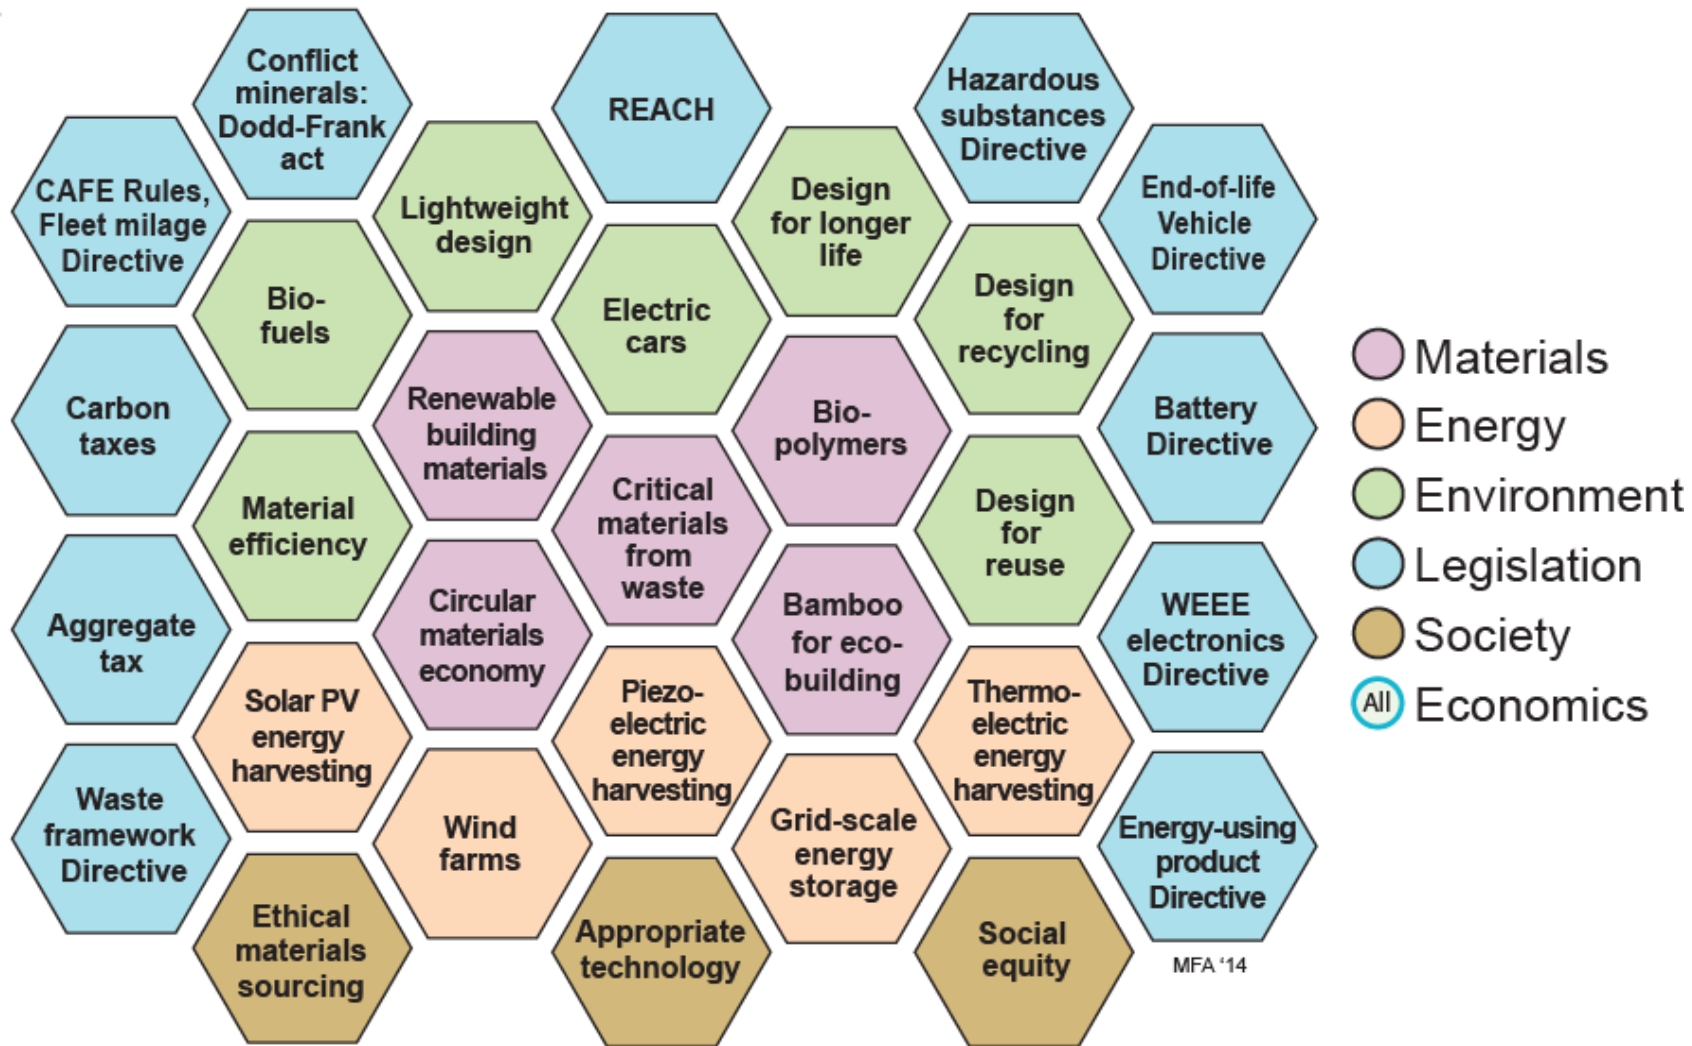 Conflict
minerals:
Dodd-Frank
act
REACH
Hazardous
substances
Directive
CAFE Rules,
Fleet milage
Directive
Lightweight
design
Design
for longer
life
End-of-life
Vehicle
Directive
Bio-
fuels
Electric
cars
Design
for
recycling
Carbon
taxes
Renewable
building
materials
Bio-
polymers
Battery
Directive
Material
efficiency
Critical
materials
from
waste
Design
for
reuse
Aggregate
tax
Circular
materials
economy
Bamboo
for eco-
building
WEEE
electronics
Directive
Solar PV
energy
harvesting
Piezo-
electric
energy
harvesting
Thermo-
electric
energy
harvesting
Waste
framework
Directive
Wind
farms
Grid-scale
energy
storage
Energy-using
product
Directive
Ethical
materials
sourcing
Appropriate
technology
Social
equity
MFA ‘14
Materials
Energy
Environment
Legislation
Society
All Economics